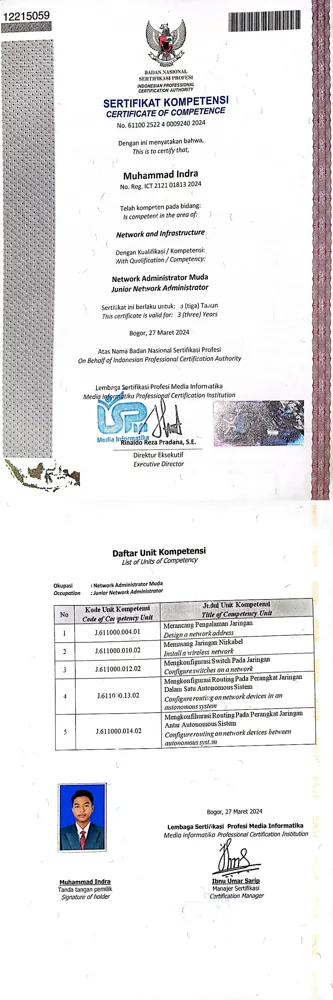 12215059
BADAN NASIONAL
SERTIFIKASI PROFESI
INDONESIAN PROFESSIONAL
CERTIFICATION AUTHORITY
SERTIFIKAT KOMPETENSI
CERTIFICATE OF COMPETENCE
No. 61100 2522 4 0009240 2024
Dengan ini menyatakan bahwa,
This is to certify that,
Muhammad Indra
No. Reg. ICT 2121 01813 2024
Telah kompeten pada bidang:
Is competent in the area of:
Network and Infrastructure
Dengan Kualifikasi / Kompetensi:
With Qualification / Competency:
Network Administrator Muda
Junior Network Administrator
Sertifikat ini berlaku untuk: 3 (tiga) Tahun
This certificate is valid for: 3 (three) Years
Bogor, 27 Maret 2024
Atas Nama Badan Nasional Sertifikasi Profesi
On Behalf of Indonesian Professional Certification Authority
Lembaga Sertifikasi Profesi Media Informatika
Media Informatika Professional Certification Institution
LSP
Media Informatika
Rinaldo Reza Pradana, S.E.
Direktur Eksekutif
Executive Director
Daftar Unit Kompetensi
List of Units of Competency
Okupasi : Network Administrator Muda
Occupation : Junior Network Administrator
No Kode Unit Kompetensi Judul Unit Kompetensi
Code of Competency Unit Title of Competency Unit
1 J.611000.004.01 Merancang Pengalaman Jaringan
Design a network address
2 J.611000.010.02 Memasang Jaringan Nirkabel
Install a wireless network
3 J.611000.012.02 Mengkonfigurasi Switch Pada Jaringan
Configure switches on a network
4 J.611000.13.02 Mengkonfigurasi Routing Pada Perangkat Jaringan
Dalam Satu Autonomous Sistem
Configure routing on network devices in an
autonomous system
5 J.611000.014.02 Mengkonfigurasi Routing Pada Perangkat Jaringan
Antar Autonomous Sistem
Configure routing on network devices between
autonomous system
Bogor, 27 Maret 2024
Lembaga Sertifikasi Profesi Media Informatika
Media Informatika Professional Certification Institution
Muhammad Indra
Tanda tangan pemilik
Signature of holder
Ibnu Umar Sarip
Manajer Sertifikasi
Certification Manager